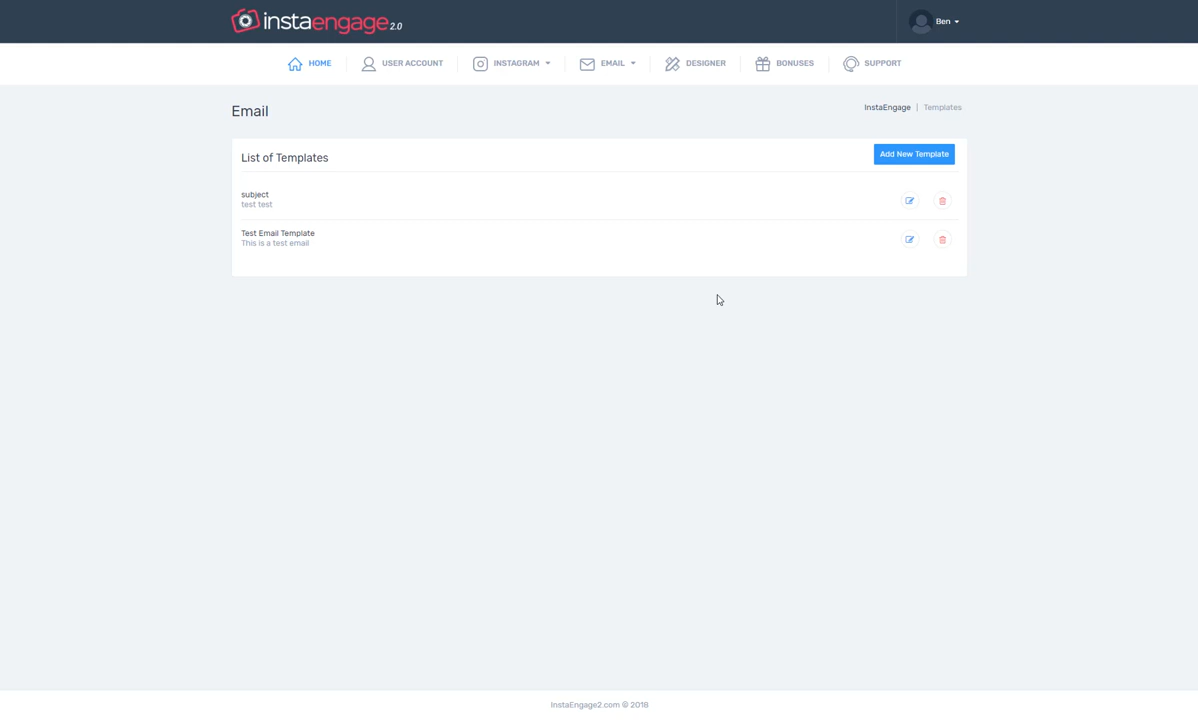 instaengage 2.0
Ben
HOME
USER ACCOUNT
INSTAGRAM
EMAIL
DESIGNER
BONUSES
SUPPORT
Email
InstaEngage | Templates
List of Templates
Add New Template
subject
test test
Test Email Template
This is a test email
InstaEngage2.com © 2018